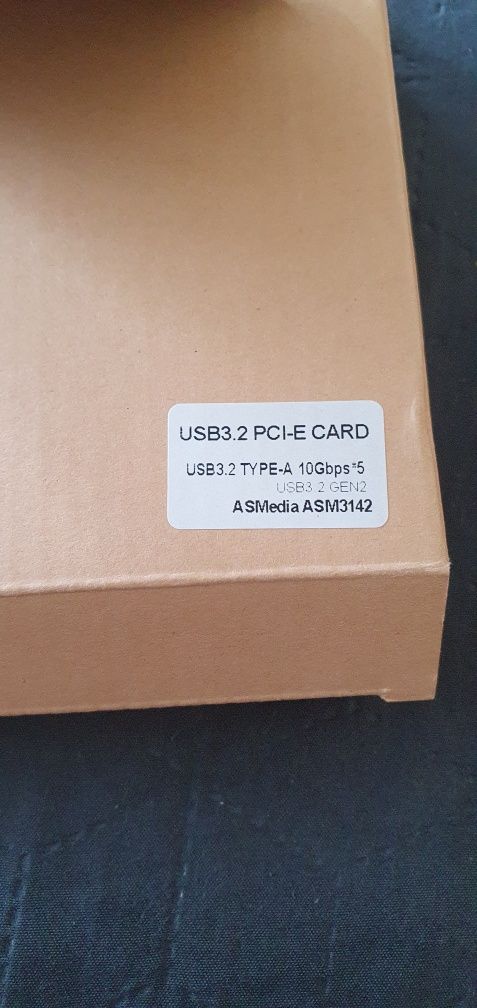 USB3.2 PCI-E CARD
USB3.2 TYPE-A 10Gbps*5
USB3.2 GEN2
ASMedia ASM3142